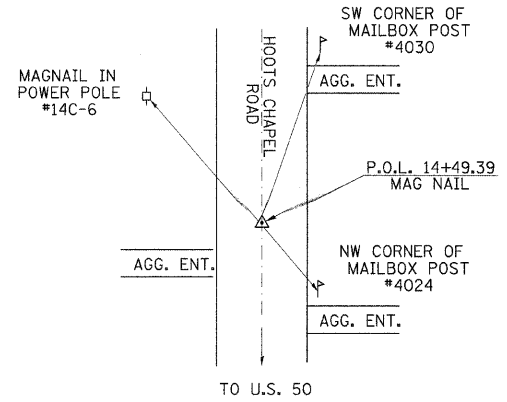 SW CORNER OF
MAILBOX POST
#4030
MAGNAIL IN
POWER POLE
#14C-6
HOOTS CHAPEL
ROAD
AGG. ENT.
P.O.L. 14+49.39
MAG NAIL
AGG. ENT.
NW CORNER OF
MAILBOX POST
#4024
AGG. ENT.
TO U.S. 50